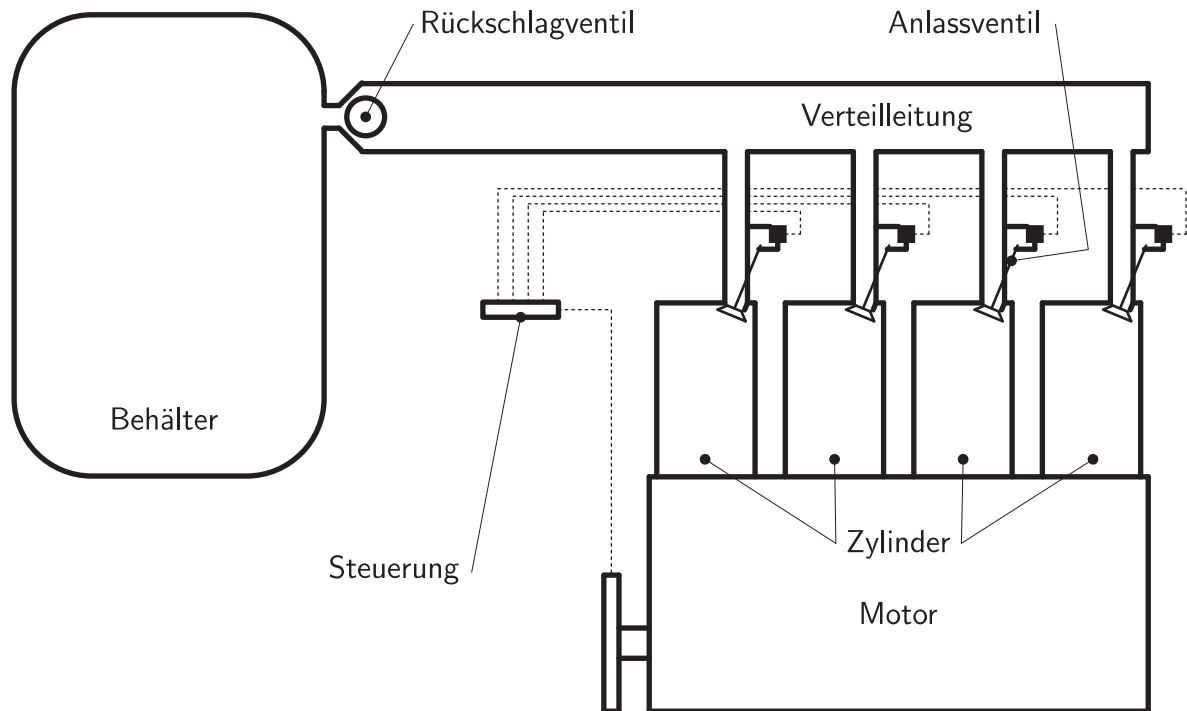 Rückschlagventil
Anlassventil
Verteilleitung
Behälter
Zylinder
Steuerung
Motor